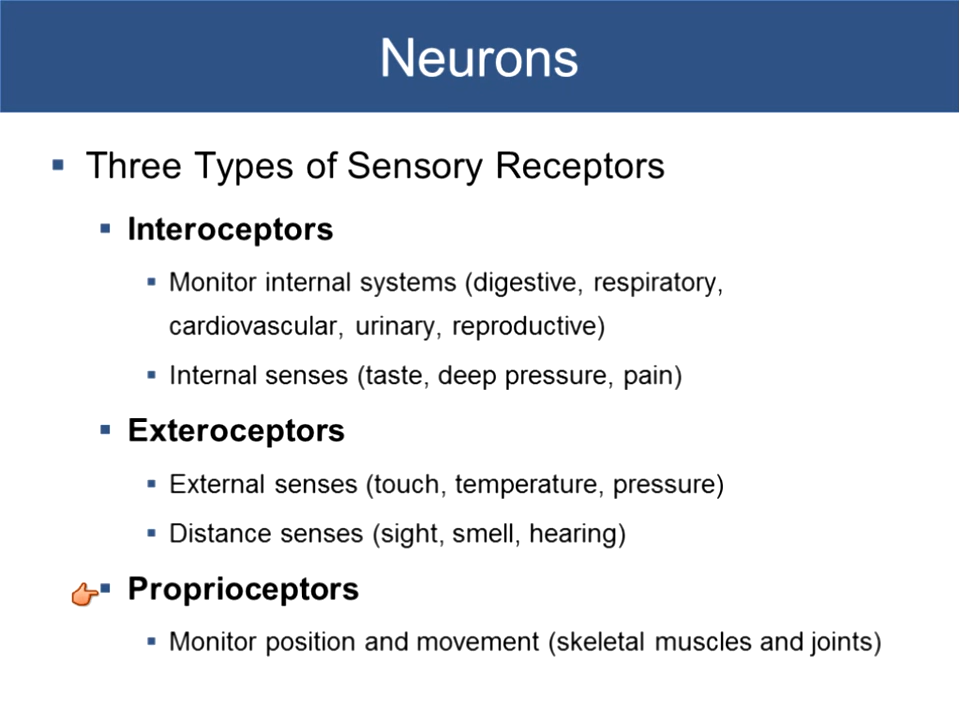 Neurons
Three Types of Sensory Receptors
Interoceptors
Monitor internal systems (digestive, respiratory,
cardiovascular, urinary, reproductive)
Internal senses (taste, deep pressure, pain)
Exteroceptors
External senses (touch, temperature, pressure)
Distance senses (sight, smell, hearing)
Proprioceptors
Monitor position and movement (skeletal muscles and joints)